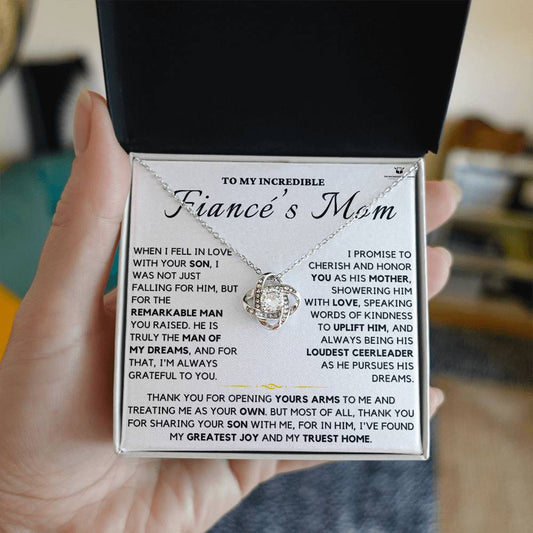 TO MY INCREDIBLE
Fiancé's Mom
WHEN I FELL IN LOVE
WITH YOUR SON, I
WAS NOT JUST
FALLING FOR HIM, BUT
FOR THE
REMARKABLE MAN
YOU RAISED. HE IS
TRULY THE MAN OF
MY DREAMS, AND FOR
THAT, I'M ALWAYS
GRATEFUL TO YOU.
I PROMISE TO
CHERISH AND HONOR
YOU AS HIS MOTHER,
SHOWERING HIM
WITH LOVE, SPEAKING
WORDS OF KINDNESS
TO UPLIFT HIM, AND
ALWAYS BEING HIS
LOUDEST CEERLEADER
AS HE PURSUES HIS
DREAMS.
THANK YOU FOR OPENING YOURS ARMS TO ME AND
TREATING ME AS YOUR OWN. BUT MOST OF ALL, THANK YOU
FOR SHARING YOUR SON WITH ME, FOR IN HIM, I'VE FOUND
MY GREATEST JOY AND MY TRUEST HOME.